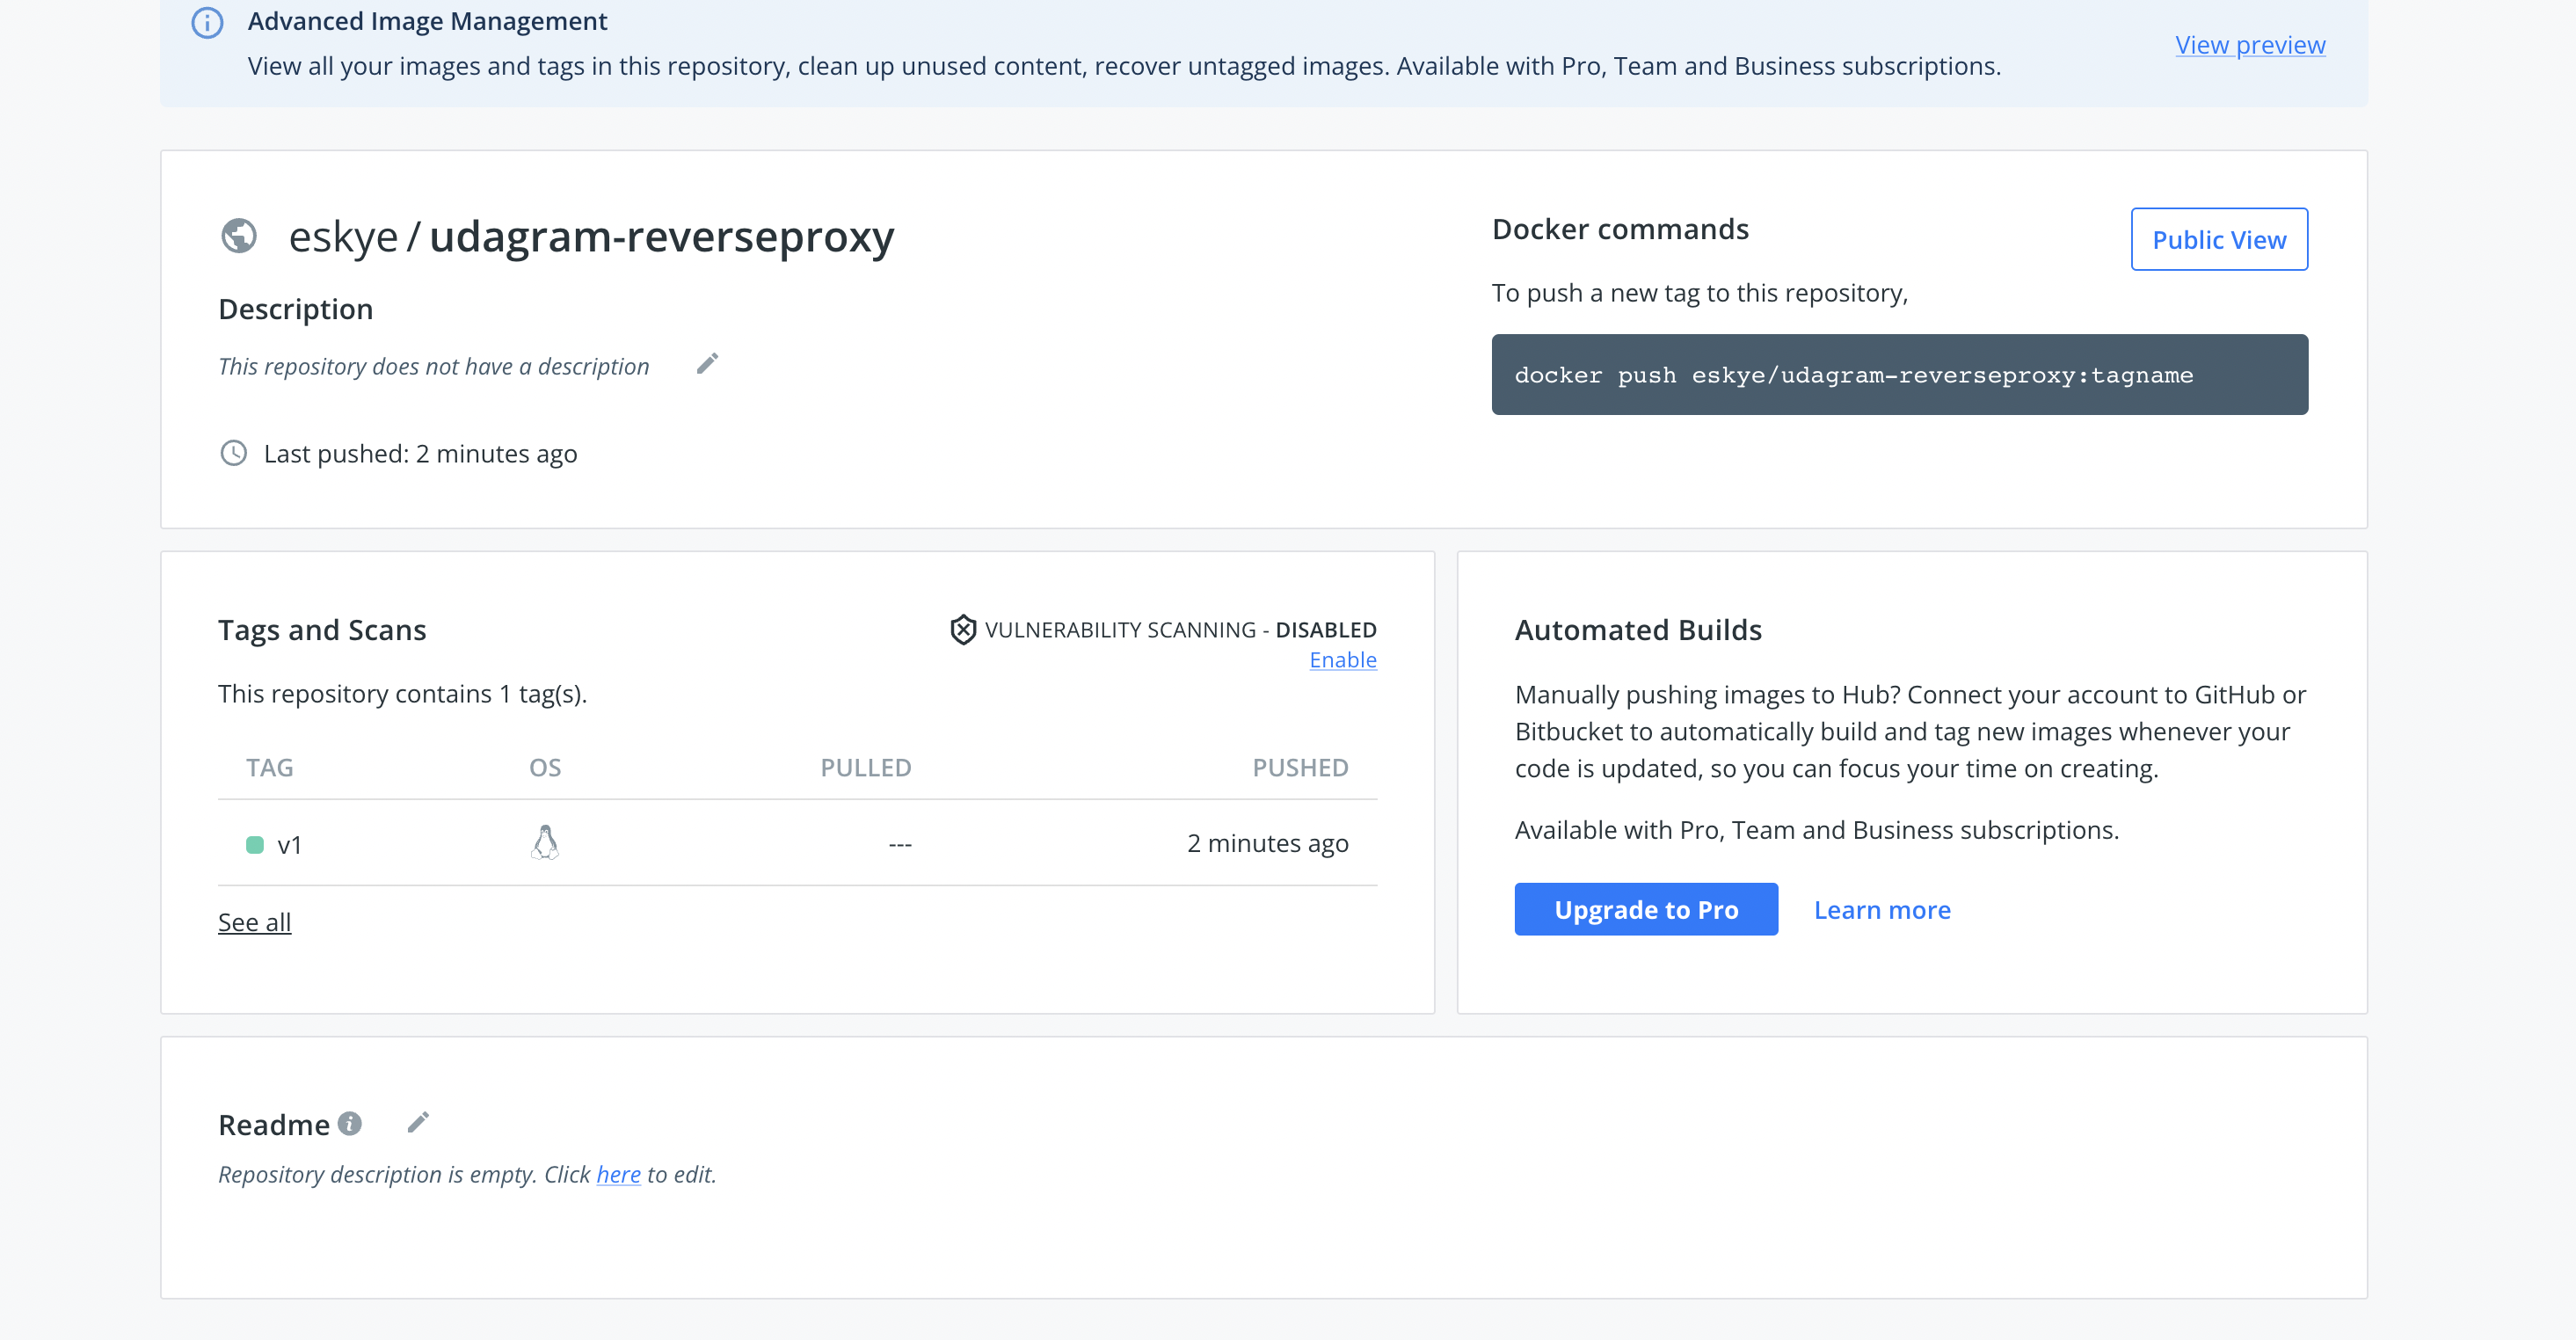 Advanced Image Management
View all your images and tags in this repository, clean up unused content, recover untagged images. Available with Pro, Team and Business subscriptions.
View preview
eskye / udagram-reverseproxy
Description
This repository does not have a description
Last pushed: 2 minutes ago
Docker commands
Public View
To push a new tag to this repository,
docker push eskye/udagram-reverseproxy:tagname
Tags and Scans
VULNERABILITY SCANNING - DISABLED
Enable
This repository contains 1 tag(s).
TAG OS PULLED PUSHED
v1 --- 2 minutes ago
See all
Automated Builds
Manually pushing images to Hub? Connect your account to GitHub or
Bitbucket to automatically build and tag new images whenever your
code is updated, so you can focus your time on creating.
Available with Pro, Team and Business subscriptions.
Upgrade to Pro Learn more
Readme
Repository description is empty. Click here to edit.